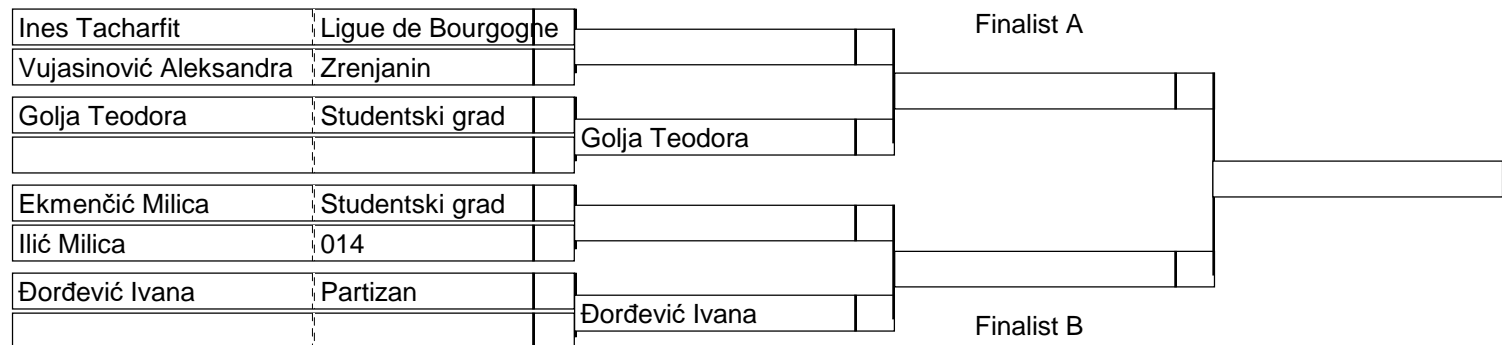 Ines Tacharfit Ligue de Bourgogne Finalist A
Vujasinović Aleksandra Zrenjanin
Golja Teodora Studentski grad
Golja Teodora
Ekmenčić Milica Studentski grad
Ilić Milica 014
Đorđević Ivana Partizan
Đorđević Ivana
Finalist B